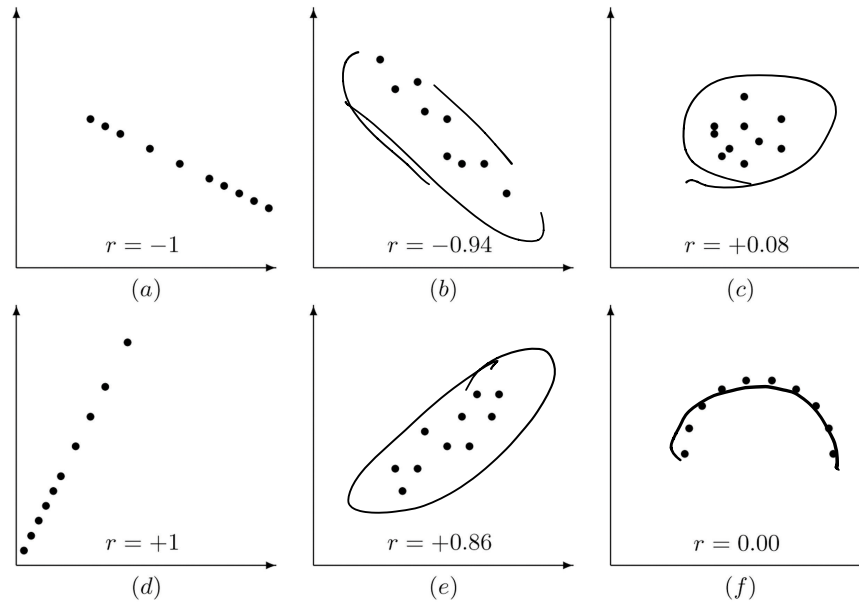 r = −1 r = −0.94 r = +0.08
(a) (b) (c)
r = +1 r = +0.86 r = 0.00
(d) (e) (f)